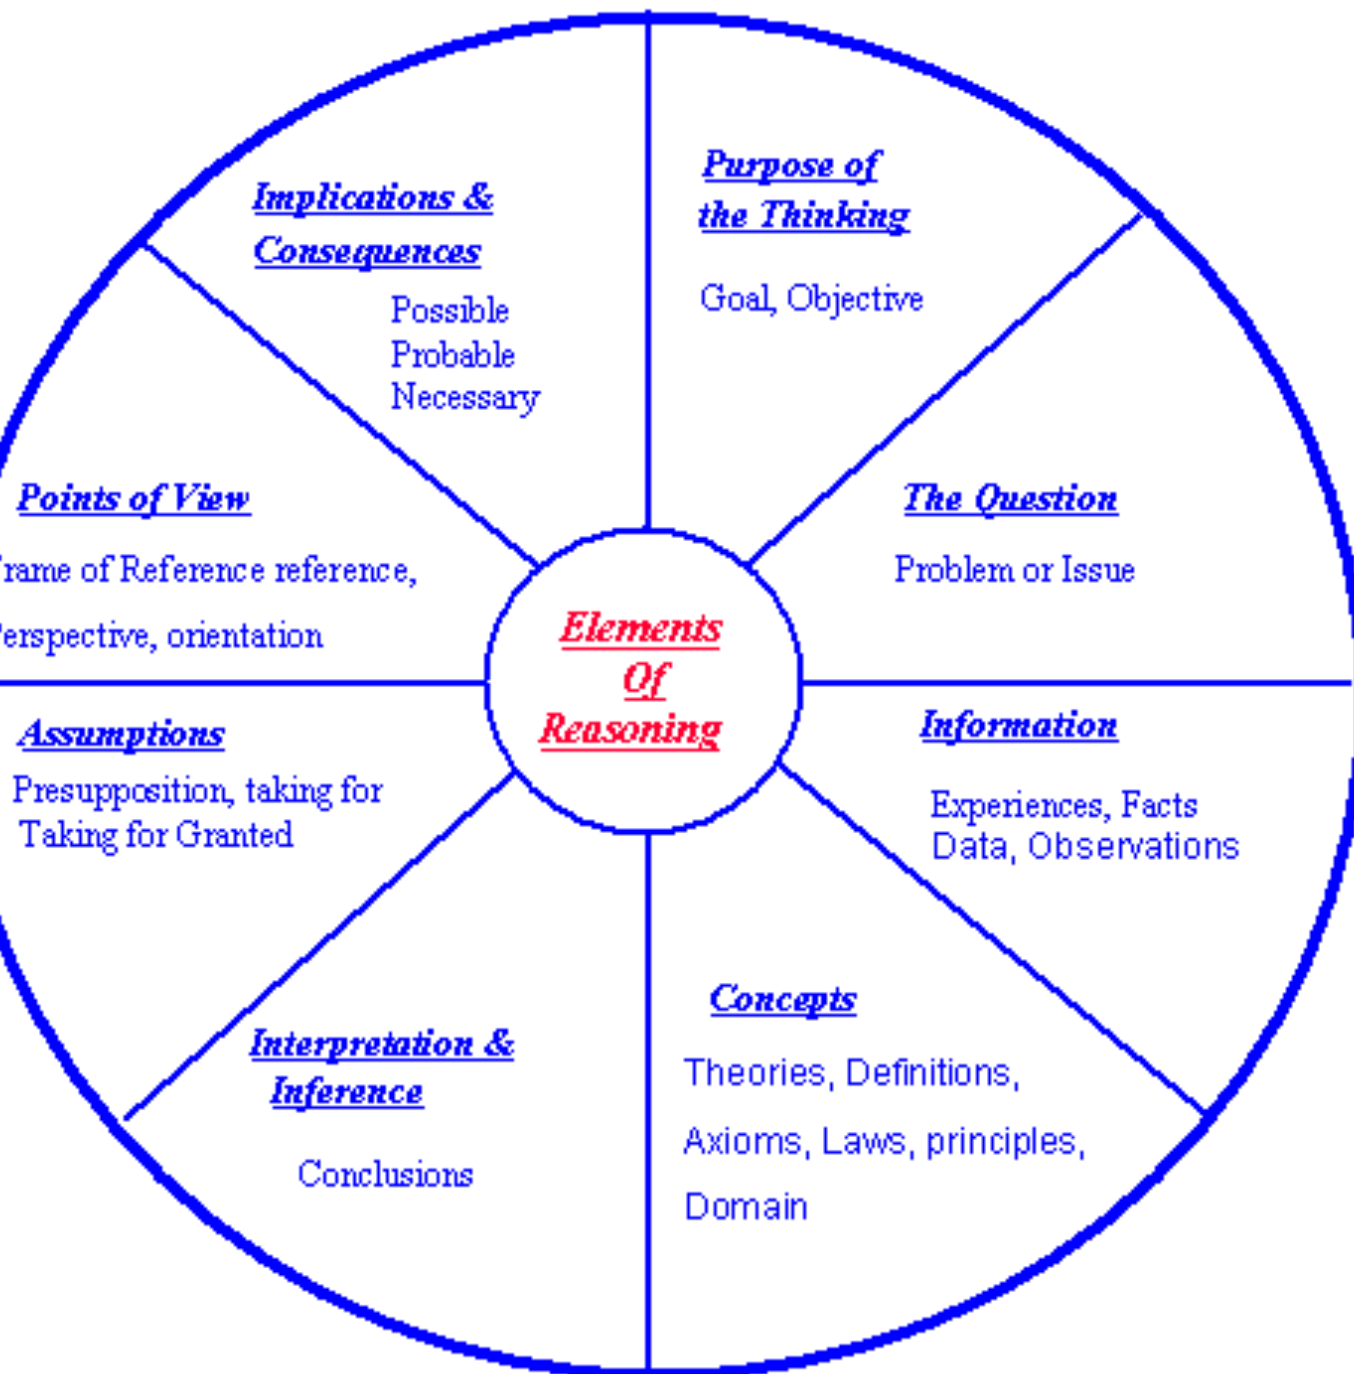 Implications &
Consequences
Possible
Probable
Necessary
Purpose of
the Thinking
Goal, Objective
The Question
Problem or Issue
Information
Experiences, Facts
Data, Observations
Concepts
Theories, Definitions,
Axioms, Laws, principles,
Domain
Interpretation &
Inference
Conclusions
Assumptions
Presupposition, taking for
Taking for Granted
Points of View
rame of Reference reference,
erspective, orientation
Elements
Of
Reasoning